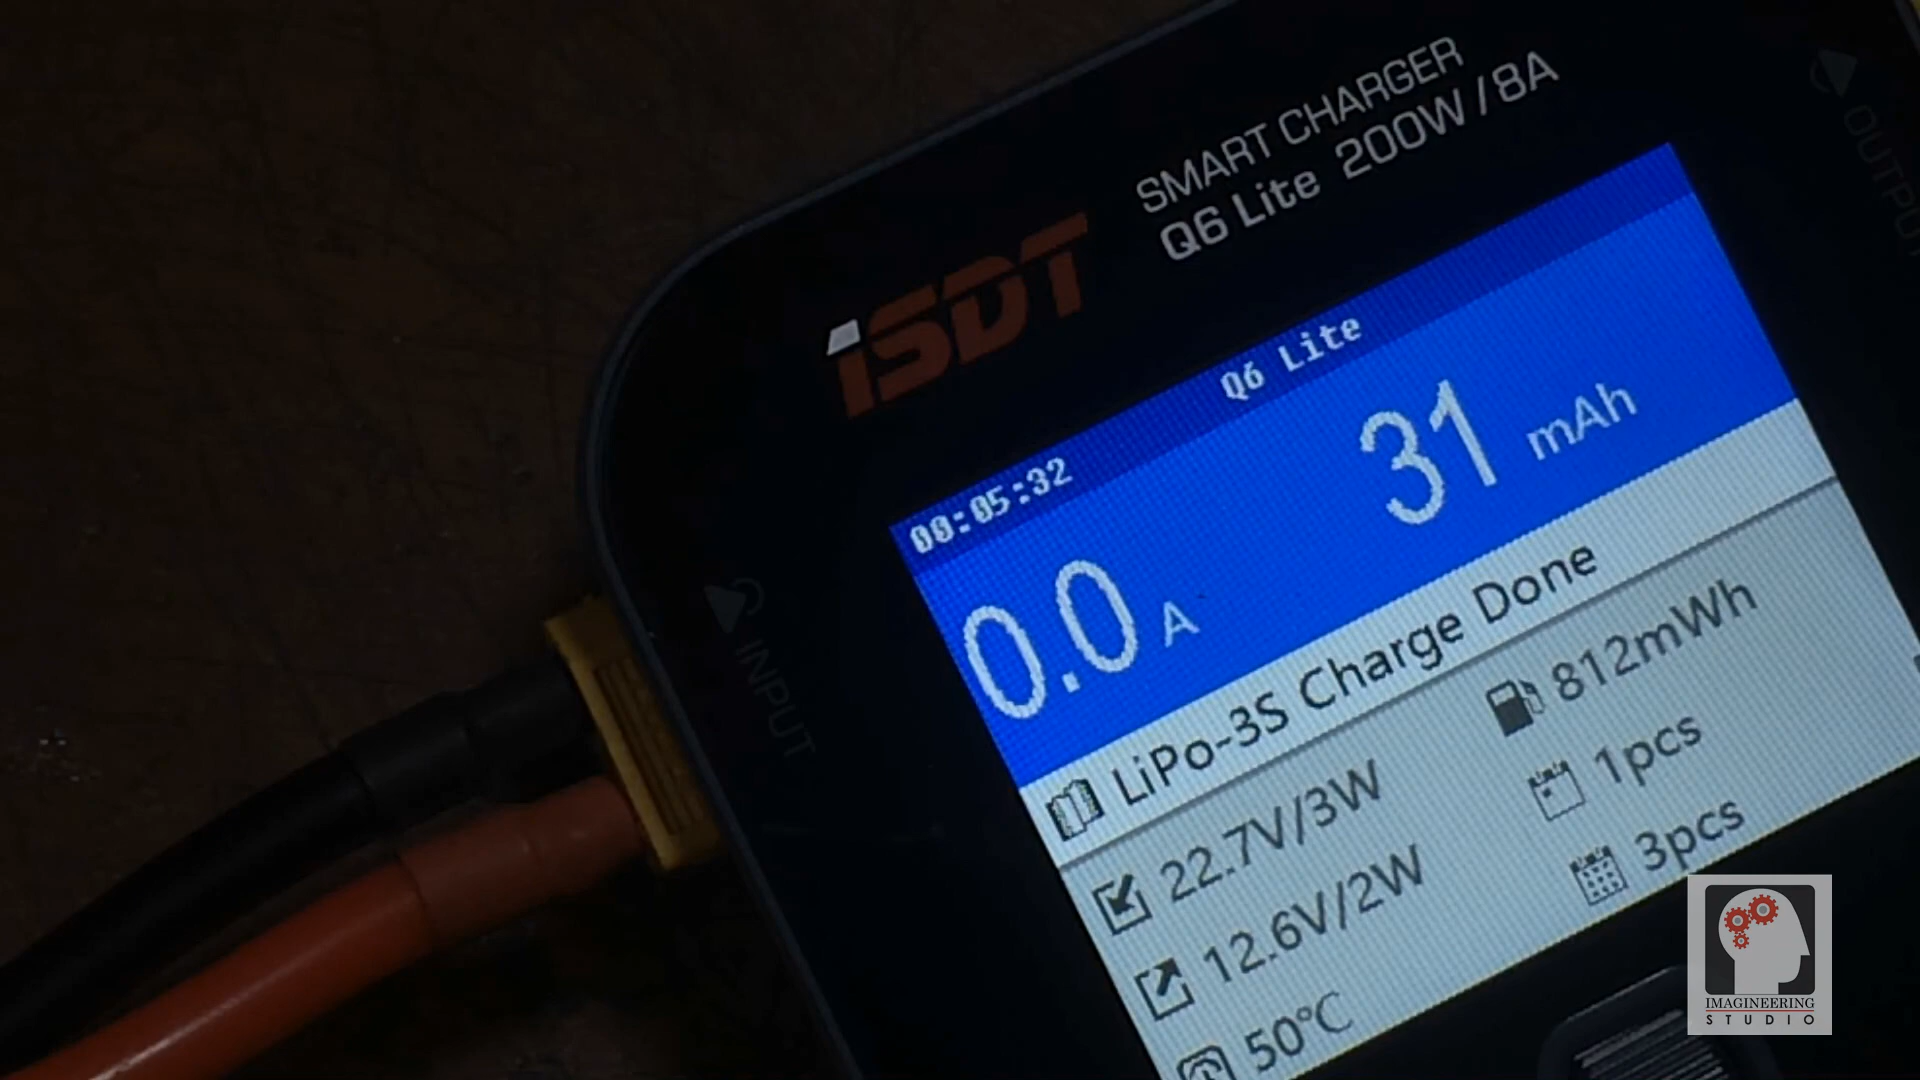 SMART CHARGER
Q6 Lite 200W/8A
iSDT
OUTPUT
INPUT
00:05:32
Q6 Lite
0.0 A
31 mAh
LiPo-3S Charge Done
22.7V/3W
812mWh
12.6V/2W
1pcs
50°C
3pcs
IMAGINEERING
STUDIO